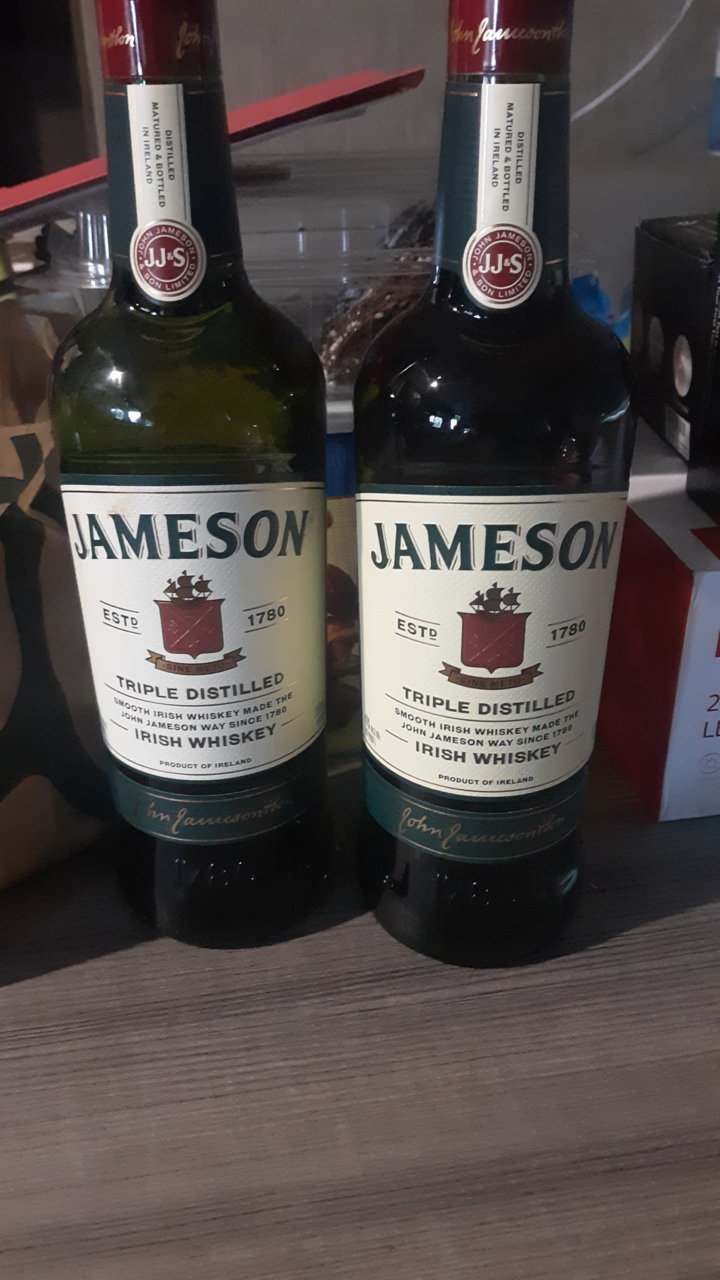 John Jameson
DISTILLED
MATURED & BOTTLED
IN IRELAND
JOHN JAMESON
JJ&S
& SON LIMITED
JAMESON
ESTD 1780
SINE METU
TRIPLE DISTILLED
SMOOTH IRISH WHISKEY MADE THE
JOHN JAMESON WAY SINCE 1780
IRISH WHISKEY
PRODUCT OF IRELAND
John Jameson
DISTILLED
MATURED & BOTTLED
IN IRELAND
JOHN JAMESON
JJ&S
& SON LIMITED
JAMESON
ESTD 1780
SINE METU
TRIPLE DISTILLED
SMOOTH IRISH WHISKEY MADE THE
JOHN JAMESON WAY SINCE 1780
IRISH WHISKEY
PRODUCT OF IRELAND
John Jameson